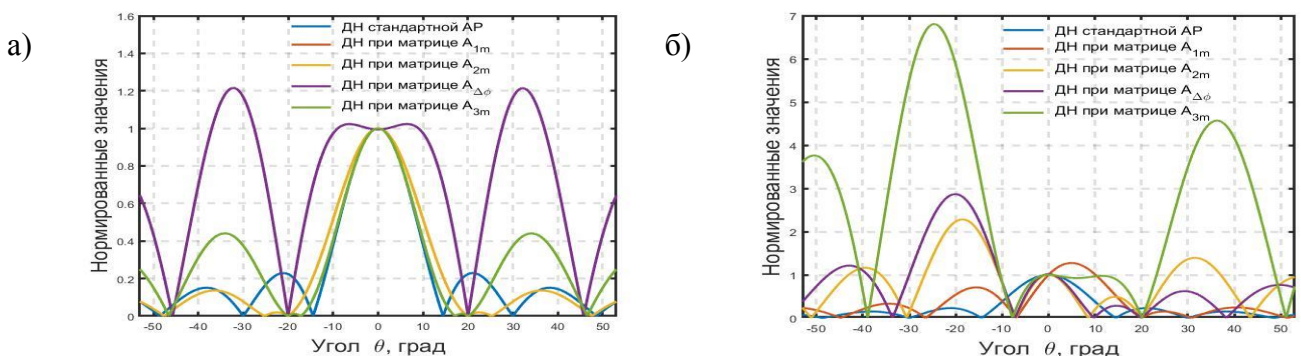 а)
Нормированные значения
1.6
1.4
1.2
1
0.8
0.6
0.4
0.2
0
ДН стандартной АР
ДН при матрице A1m
ДН при матрице A2m
ДН при матрице AΔϕ
ДН при матрице A3m
-50 -40 -30 -20 -10 0 10 20 30 40 50
Угол θ, град
б)
Нормированные значения
7
6
5
4
3
2
1
0
ДН стандартной АР
ДН при матрице A1m
ДН при матрице A2m
ДН при матрице AΔϕ
ДН при матрице A3m
-50 -40 -30 -20 -10 0 10 20 30 40 50
Угол θ, град